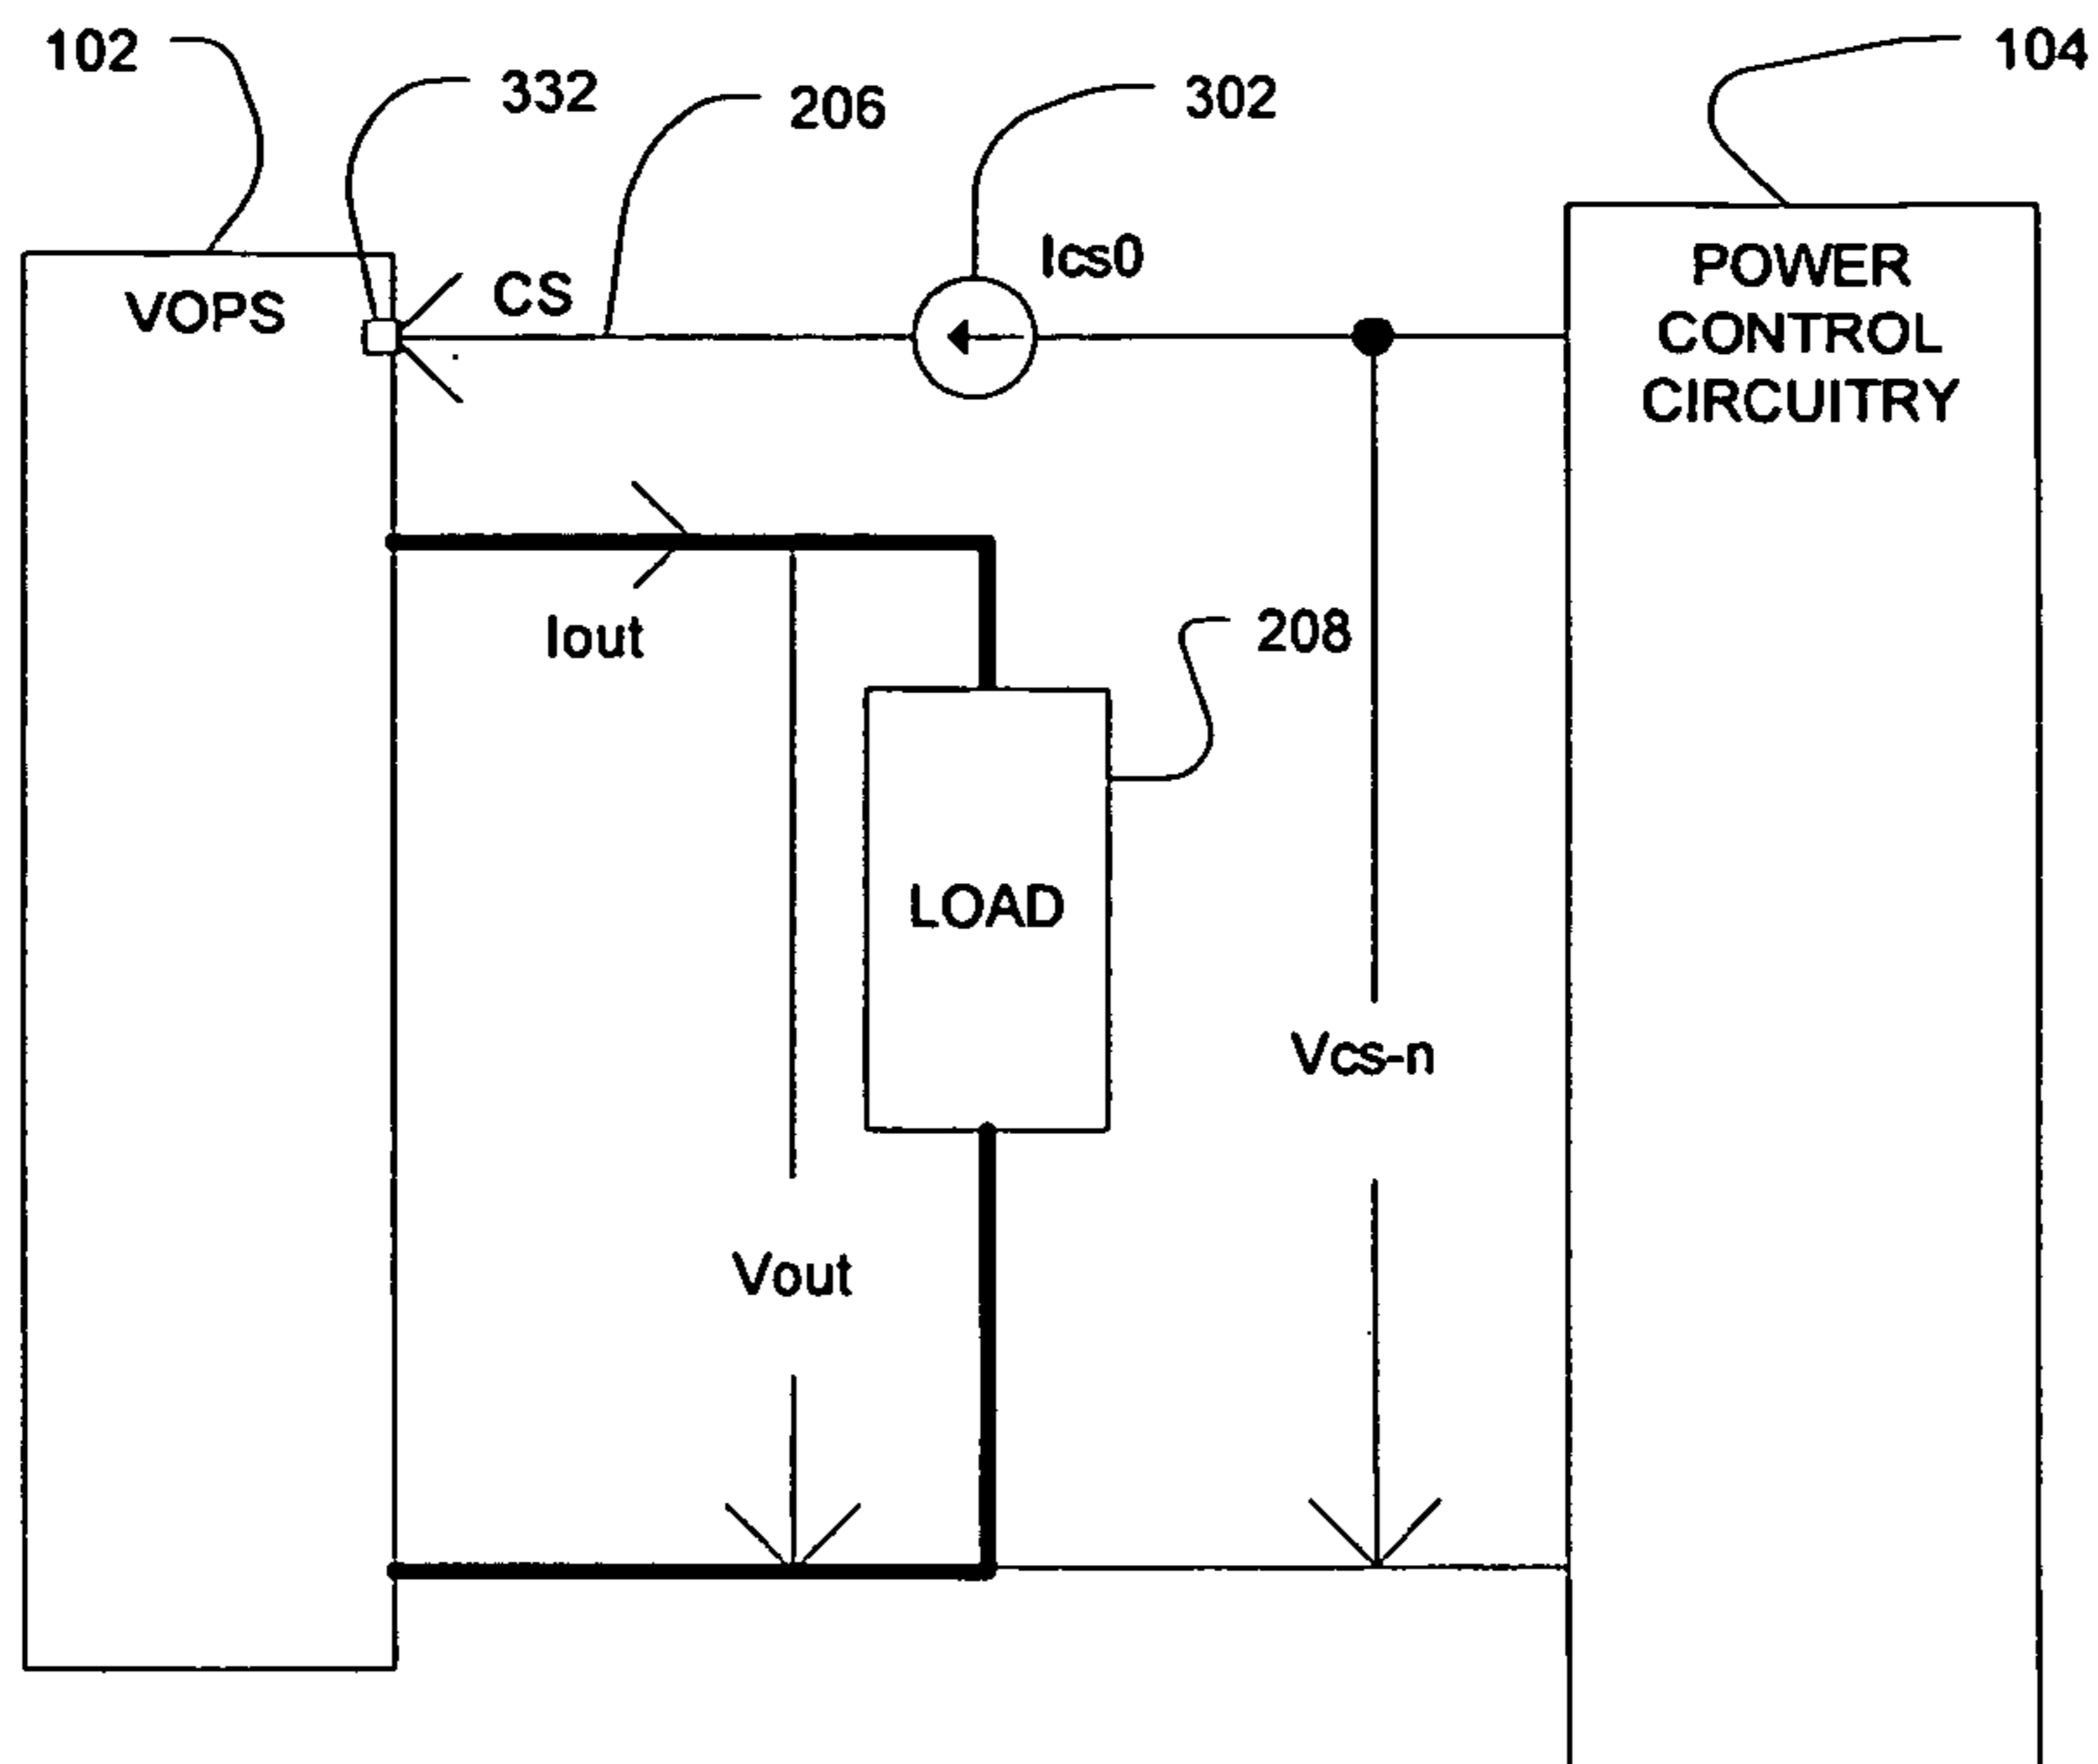 102
332
206
302
104
VOPS
CS
Ics0
POWER
CONTROL
CIRCUITRY
Iout
208
LOAD
Vcs-n
Vout